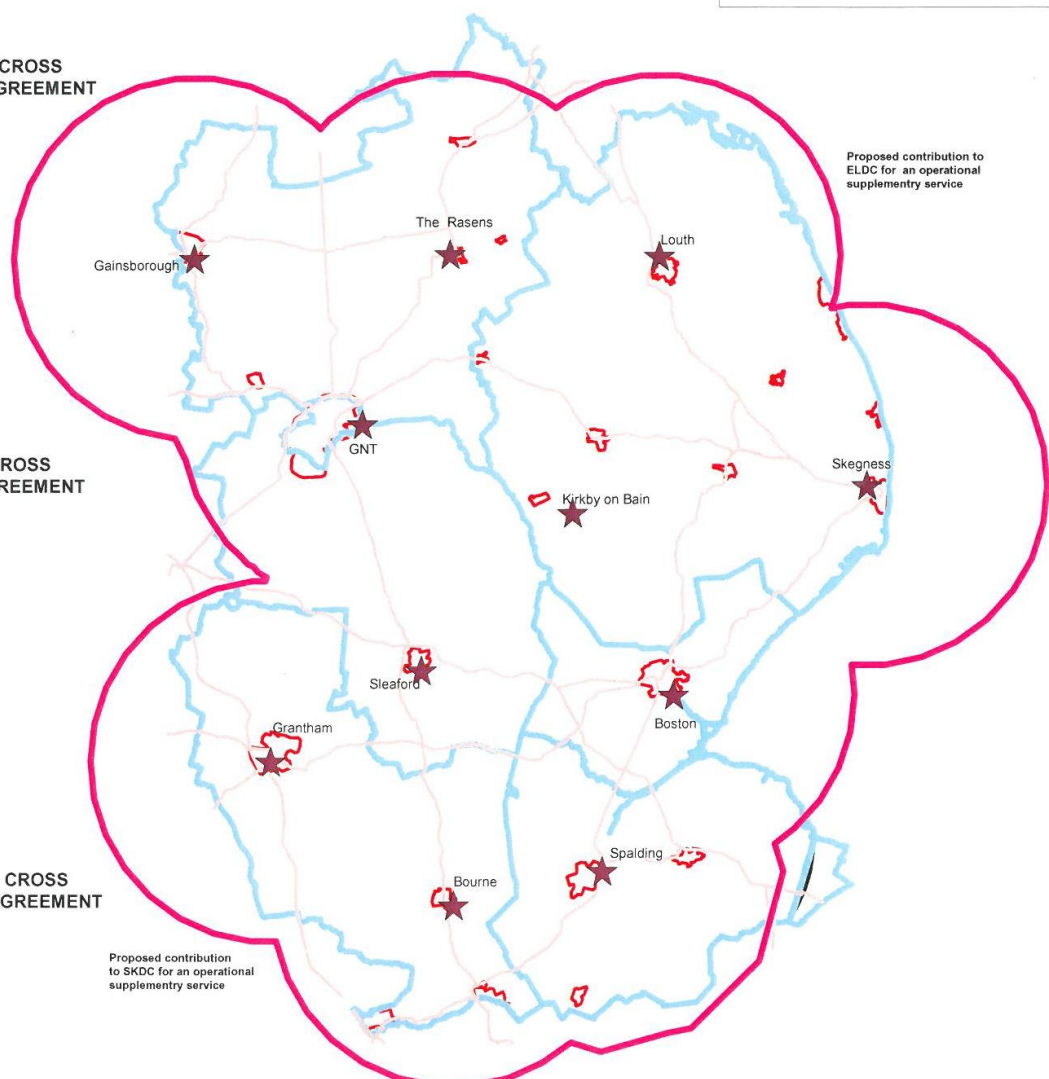 CROSS
GREEMENT
Proposed contribution to
ELDC for an operational
supplementry service
The Rasens
Louth
Gainsborough
GNT
ROSS
REEMENT
Skegness
Kirkby on Bain
Sleaford
Boston
Grantham
Spalding
CROSS
GREEMENT
Bourne
Proposed contribution
to SKDC for an operational
supplementry service